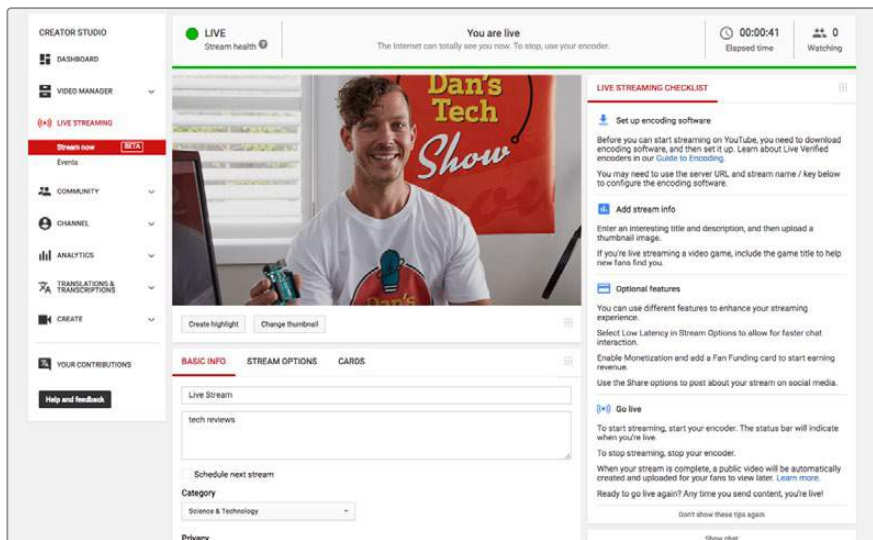 CREATOR STUDIO
DASHBOARD
VIDEO MANAGER
LIVE STREAMING
Stream now BETA
Events
COMMUNITY
CHANNEL
ANALYTICS
TRANSLATIONS &
TRANSCRIPTIONS
CREATE
YOUR CONTRIBUTIONS
Help and feedback
LIVE
Stream health ?
You are live
The Internet can totally see you now. To stop, use your encoder.
00:00:41
Elapsed time
0
Watching
Dan's
Tech
Show
Dan's
Create highlight
Change thumbnail
BASIC INFO
STREAM OPTIONS
CARDS
Live Stream
tech reviews
Schedule next stream
Category
Science & Technology
Privacy
LIVE STREAMING CHECKLIST
Set up encoding software
Before you can start streaming on YouTube, you need to download
encoding software, and then set it up. Learn about Live Verified
encoders in our Guide to Encoding.
You may need to use the server URL and stream name / key below
to configure the encoding software.
Add stream info
Enter an interesting title and description, and then upload a
thumbnail image.
If you're live streaming a video game, include the game title to help
new fans find you.
Optional features
You can use different features to enhance your streaming
experience.
Select Low Latency in Stream Options to allow for faster chat
interaction.
Enable Monetization and add a Fan Funding card to start earning
revenue.
Use the Share options to post about your stream on social media.
Go live
To start streaming, start your encoder. The status bar will indicate
when you're live.
To stop streaming, stop your encoder.
When your stream is complete, a public video will be automatically
created and uploaded for your fans to view later. Learn more.
Ready to go live again? Any time you send content, you're live!
Don't show these tips again
Show chat